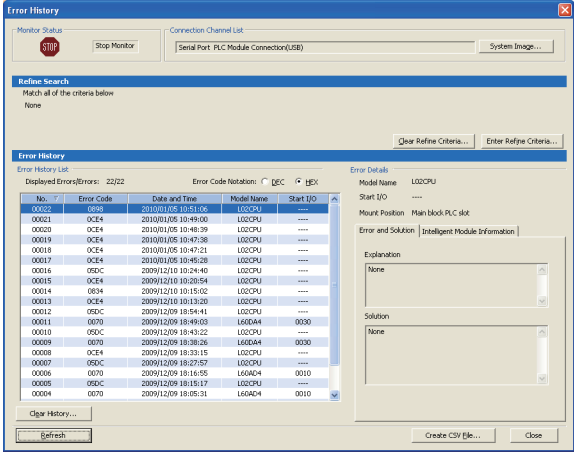 Error History
Monitor Status
STOP
Stop Monitor
Connection Channel List
Serial Port PLC Module Connection(USB)
System Image...
Refine Search
Match all of the criteria below
None
Clear Refine Criteria...
Enter Refine Criteria...
Error History
Error History List
Displayed Errors/Errors: 22/22
Error Code Notation: DEC HEX
No. Error Code Date and Time Model Name Start I/O
00022 0898 2010/01/05 10:51:06 L02CPU ----
00021 0CE4 2010/01/05 10:49:00 L02CPU ----
00020 0CE4 2010/01/05 10:48:39 L02CPU ----
00019 0CE4 2010/01/05 10:47:38 L02CPU ----
00018 0CE4 2010/01/05 10:47:21 L02CPU ----
00017 0CE4 2010/01/05 10:45:28 L02CPU ----
00016 05DC 2009/12/10 10:24:40 L02CPU ----
00015 0CE4 2009/12/10 10:20:54 L02CPU ----
00014 0834 2009/12/10 10:15:02 L02CPU ----
00013 0CE4 2009/12/10 10:13:20 L02CPU ----
00012 05DC 2009/12/09 18:54:41 L02CPU ----
00011 0070 2009/12/09 18:49:03 L60DA4 0030
00010 05DC 2009/12/09 18:43:22 L02CPU ----
00009 0070 2009/12/09 18:38:26 L60DA4 0030
00008 0CE4 2009/12/09 18:33:15 L02CPU ----
00007 05DC 2009/12/09 18:27:57 L02CPU ----
00006 0070 2009/12/09 18:16:55 L60AD4 0010
00005 05DC 2009/12/09 18:15:17 L02CPU ----
00004 0070 2009/12/09 18:05:31 L60AD4 0010
Clear History...
Error Details
Model Name L02CPU
Start I/O ----
Mount Position Main block PLC slot
Error and Solution
Intelligent Module Information
Explanation
None
Solution
None
Refresh
Create CSV File...
Close